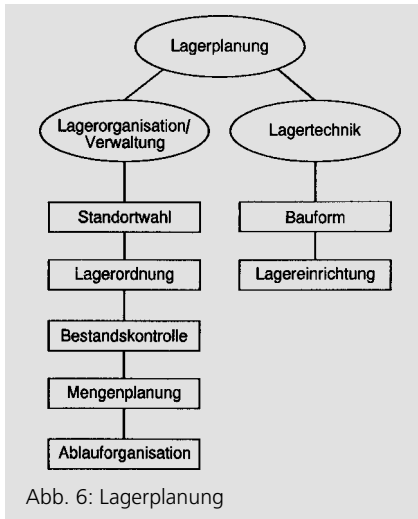 Lagerplanung
Lagerorganisation/
Verwaltung
Lagertechnik
Standortwahl
Bauform
Lagerordnung
Lagereinrichtung
Bestandskontrolle
Mengenplanung
Ablauforganisation
Abb. 6: Lagerplanung